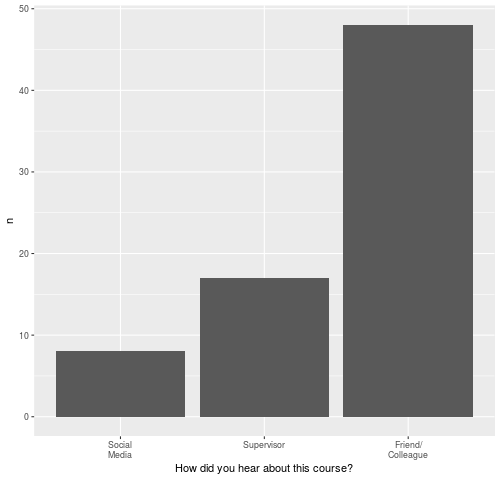 50
40
30
20
10
0
n
Social
Media
Supervisor
Friend/
Colleague
How did you hear about this course?